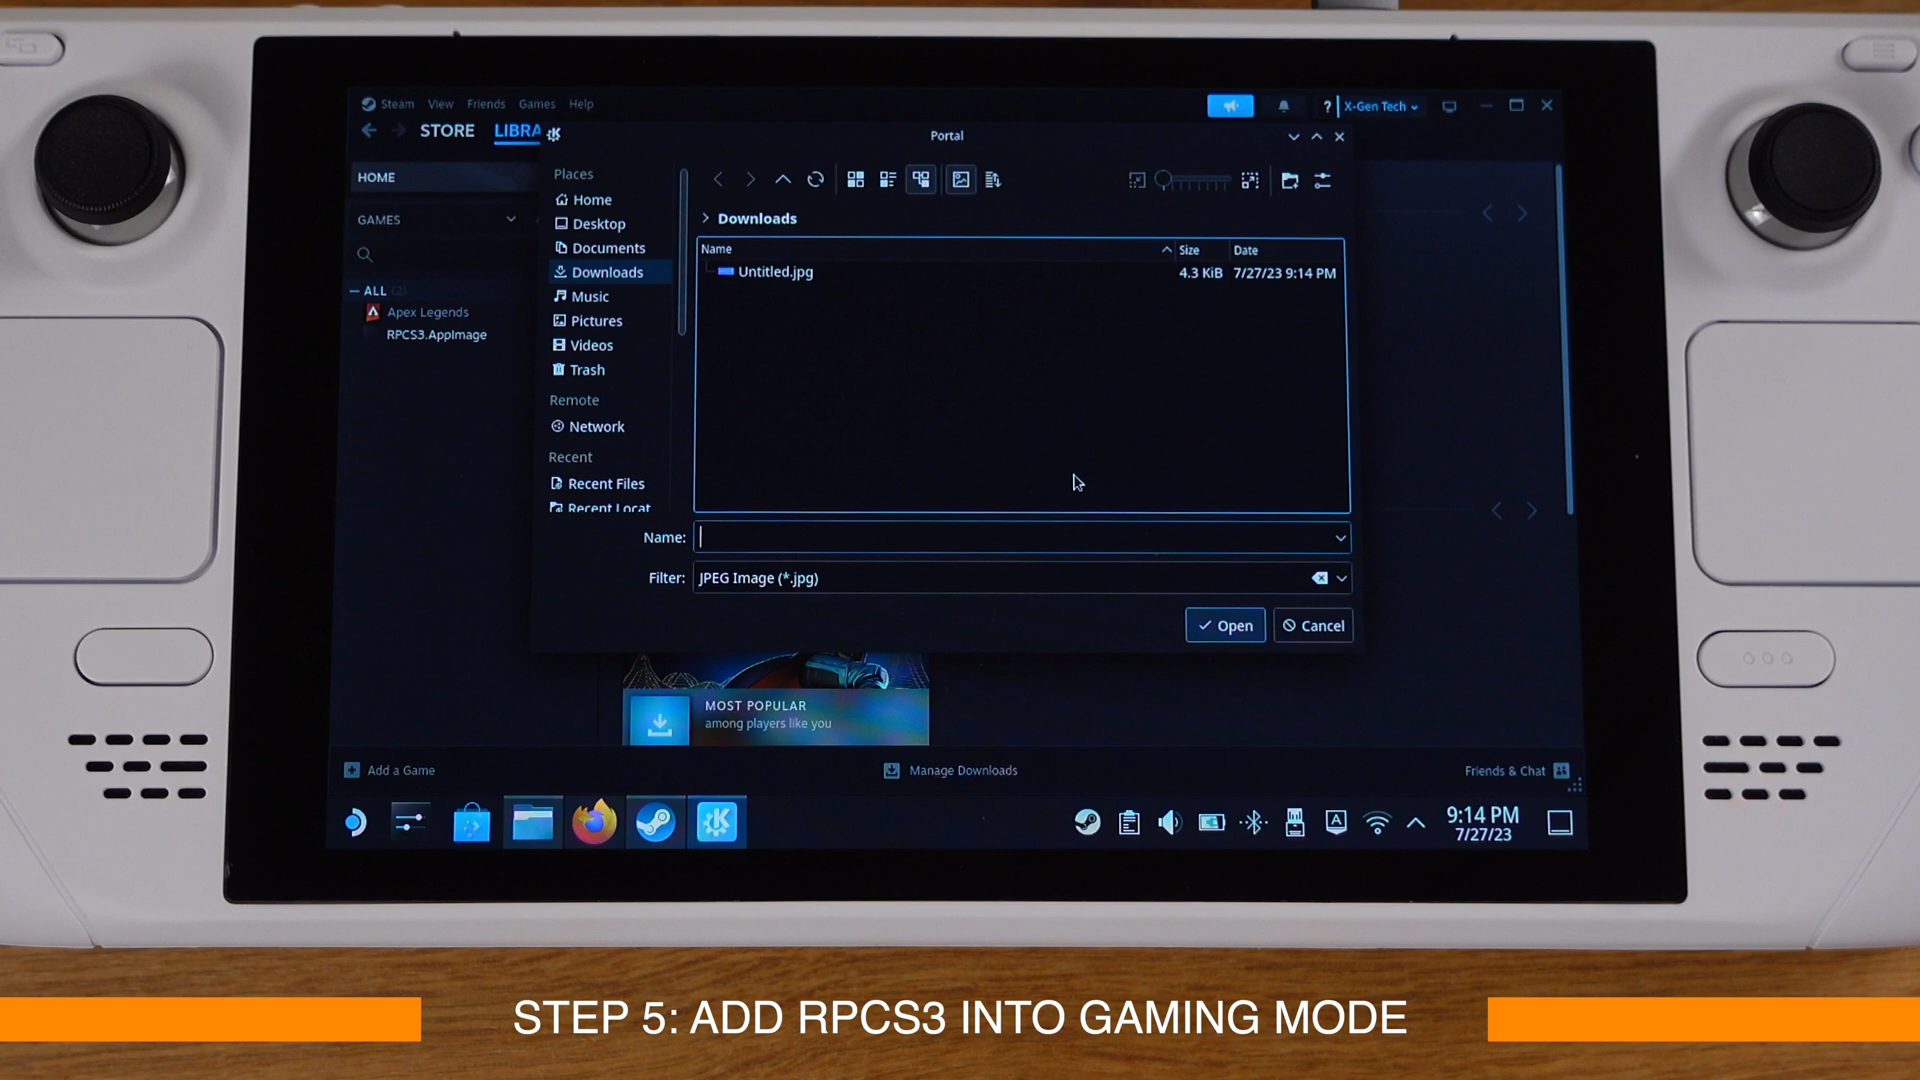 Steam View Friends Games Help
? X-Gen Tech
STORE LIBRA
Portal
HOME
GAMES
ALL (2)
Apex Legends
RPCS3.AppImage
Places
Home
Desktop
Documents
Downloads
Music
Pictures
Videos
Trash
Remote
Network
Recent
Recent Files
Recent Locat
Downloads
Name Size Date
Untitled.jpg 4.3 KiB 7/27/23 9:14 PM
Name:
Filter: JPEG Image (*.jpg)
Open Cancel
MOST POPULAR
among players like you
Add a Game Manage Downloads Friends & Chat
A
9:14 PM
7/27/23
STEP 5: ADD RPCS3 INTO GAMING MODE